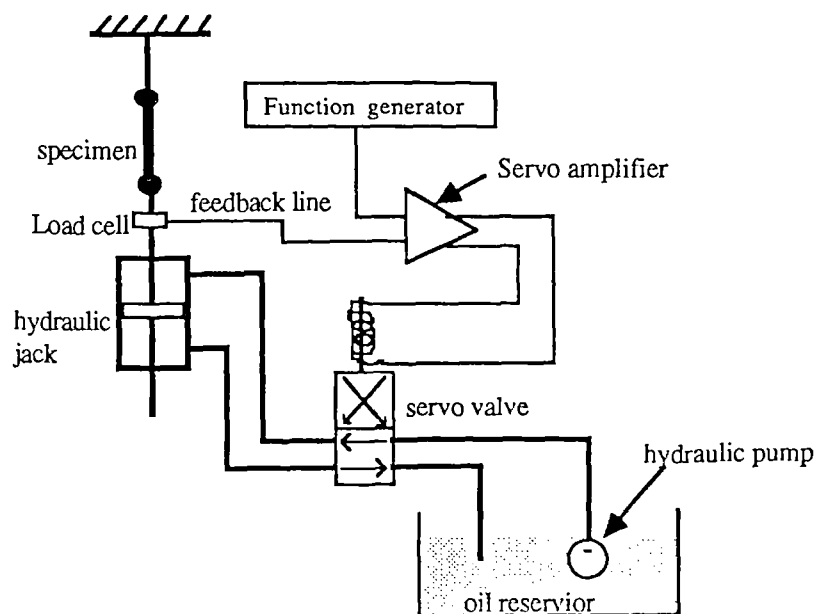 Function generator
specimen
Servo amplifier
feedback line
Load cell
hydraulic
jack
servo valve
hydraulic pump
oil reservior